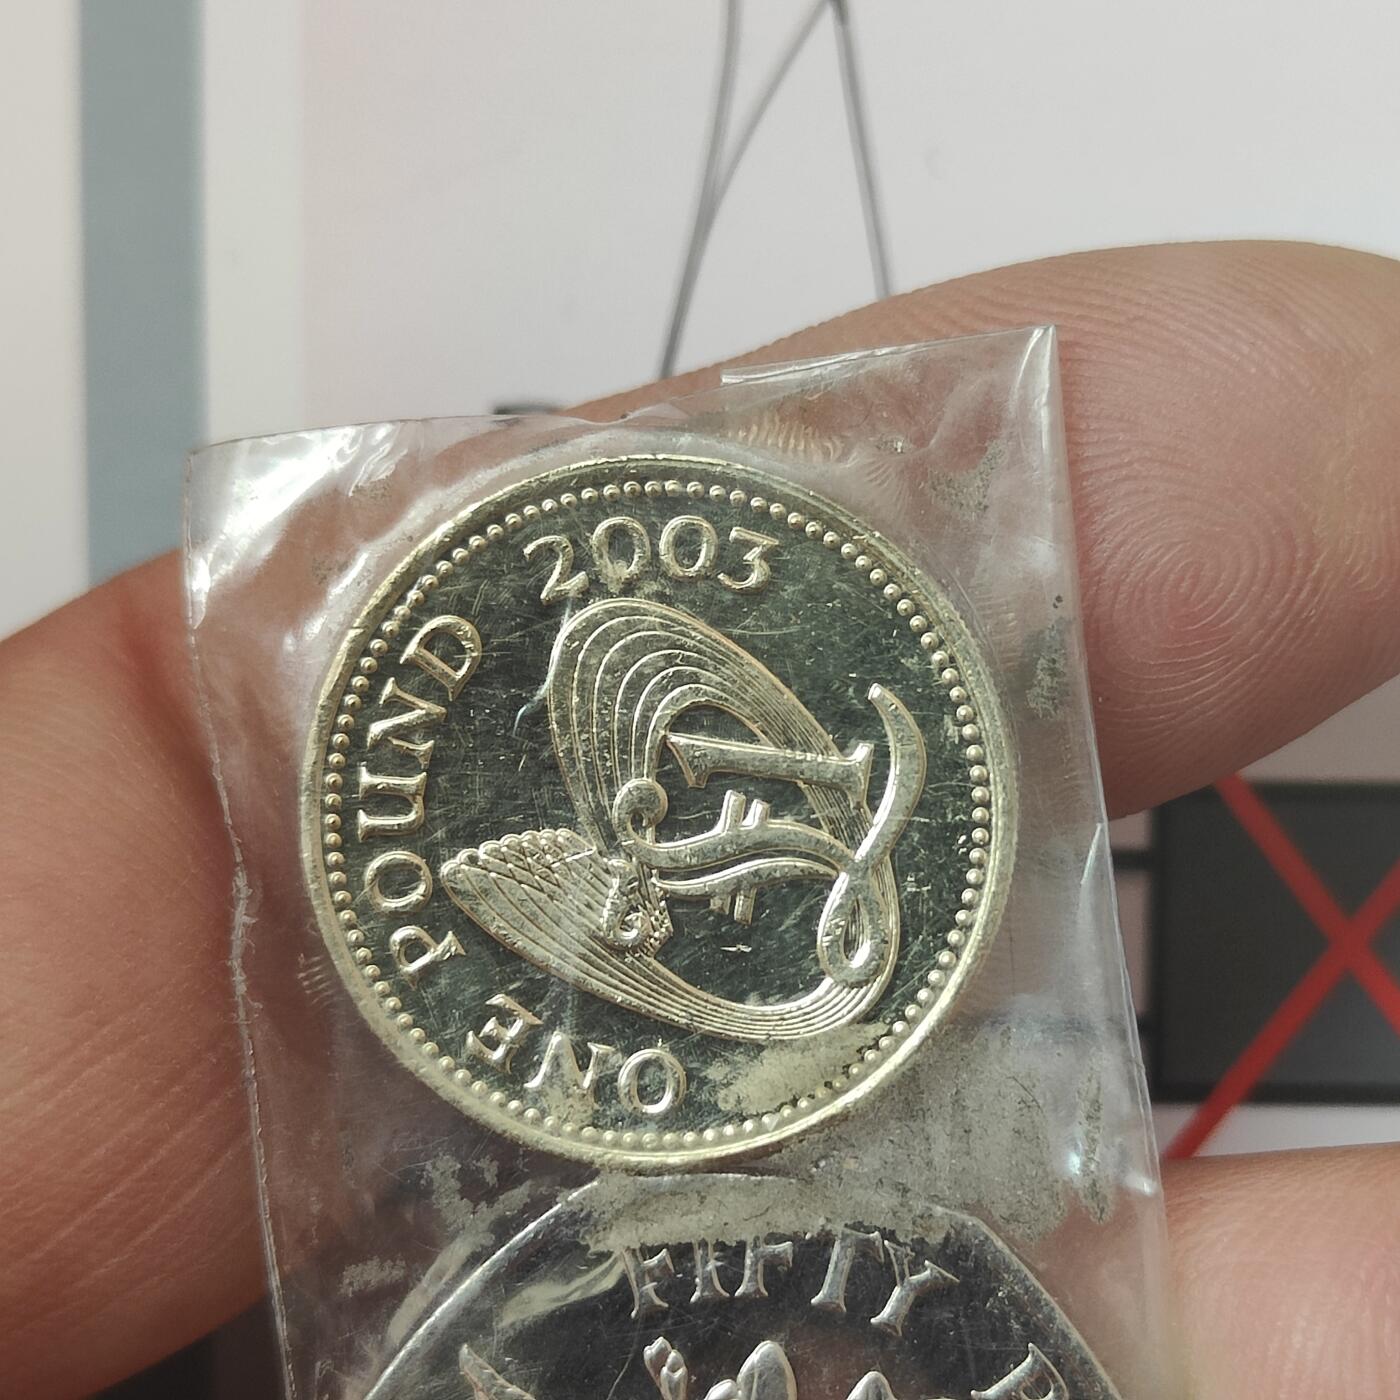 2003
ONE POUND
£1
FIFTY